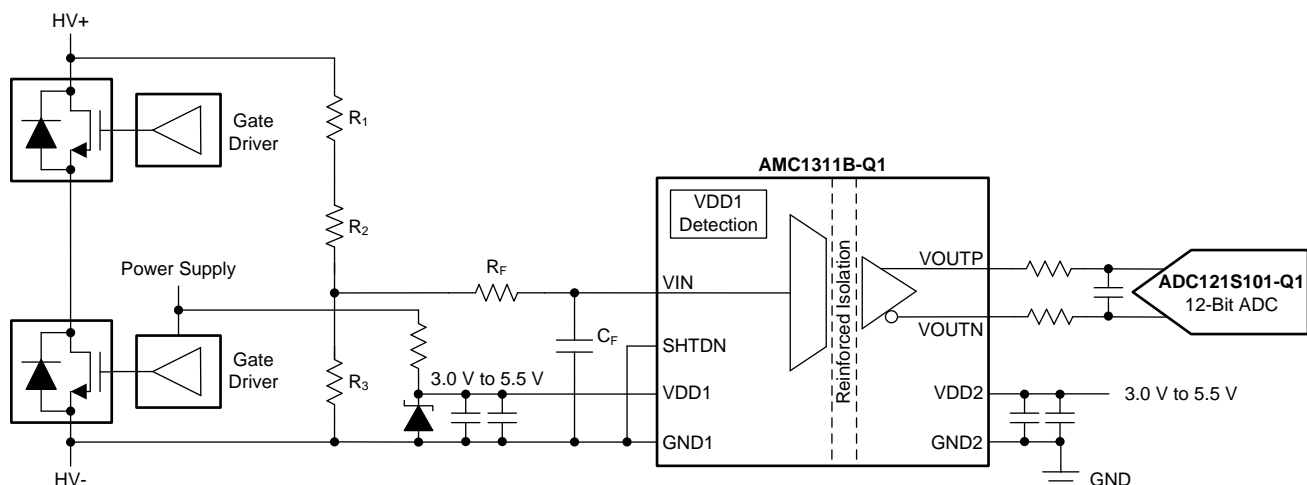 HV+
Gate
Driver
R1
R2
Power Supply
Gate
Driver
R3
RF
CF
3.0 V to 5.5 V
HV-
AMC1311B-Q1
VDD1
Detection
Reinforced Isolation
VIN
SHTDN
VDD1
GND1
VOUTP
VOUTN
VDD2
GND2
ADC121S101-Q1
12-Bit ADC
3.0 V to 5.5 V
GND